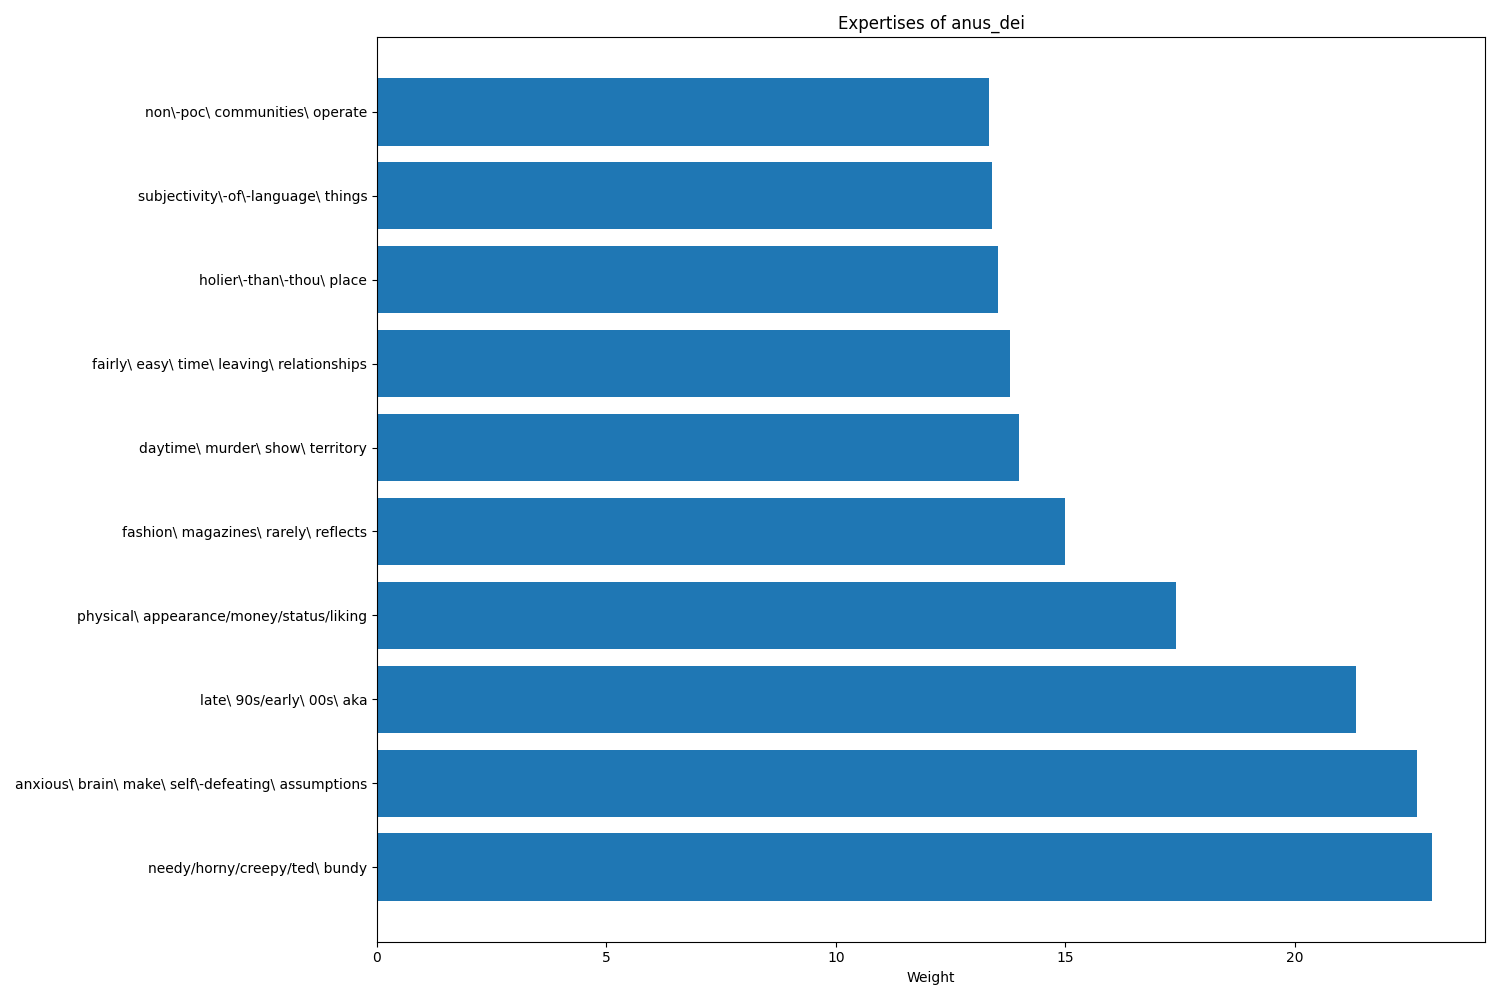 Expertises of anus_dei
non\-poc\ communities\ operate
subjectivity\-of\-language\ things
holier\-than\-thou\ place
fairly\ easy\ time\ leaving\ relationships
daytime\ murder\ show\ territory
fashion\ magazines\ rarely\ reflects
physical\ appearance/money/status/liking
late\ 90s/early\ 00s\ aka
anxious\ brain\ make\ self\-defeating\ assumptions
needy/horny/creepy/ted\ bundy
0 5 10 15 20
Weight